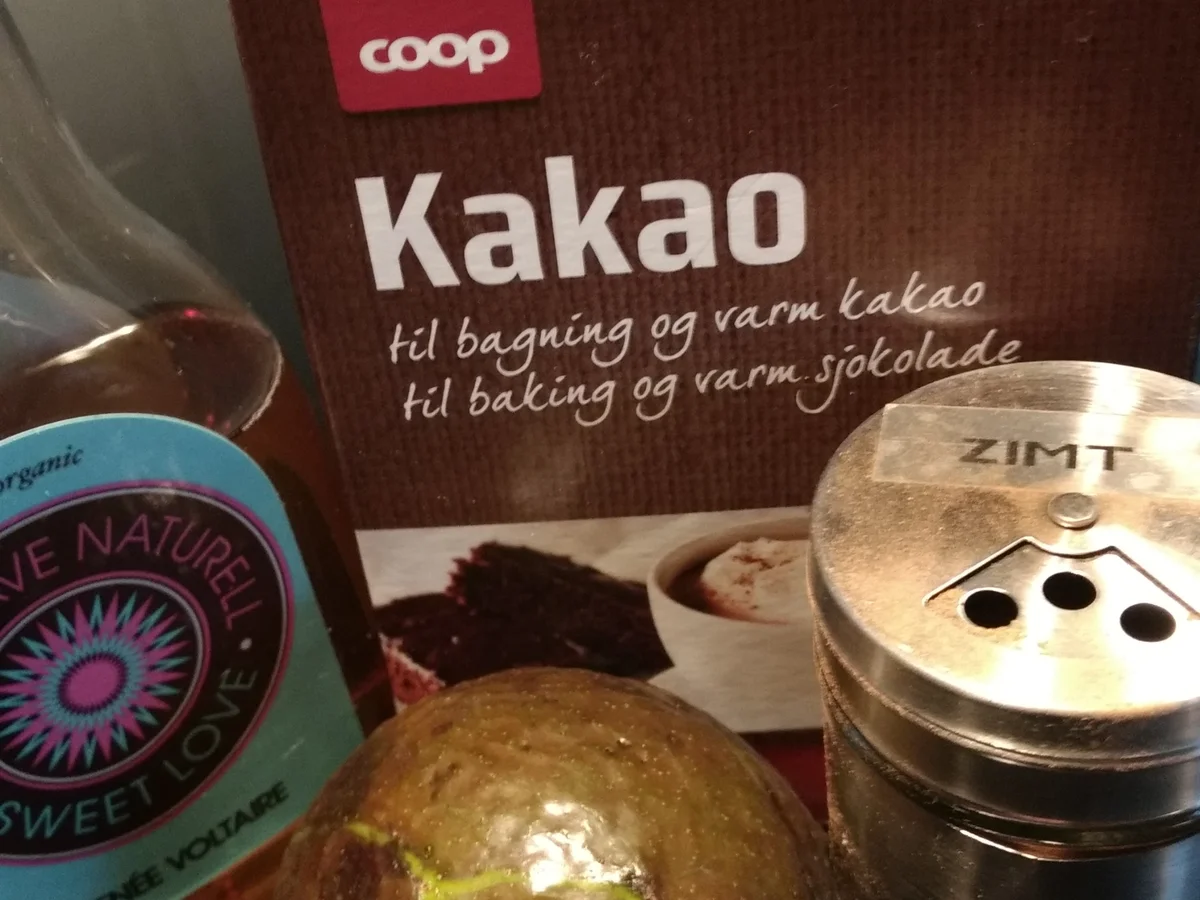 coop
Kakao
til bagning og varm kakao
til baking og varm sjokolade
ZIMT
organic
NATURELL •
SWEET LOVE
VOLTAIRE